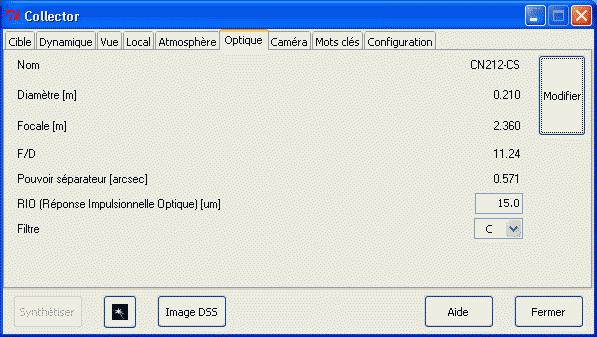 Collector
Cible Dynamique Vue Local Atmosphère Optique Caméra Mots clés Configuration
Nom CN212-CS
Modifier
Diamètre [m] 0.210
Focale [m] 2.360
F/D 11.24
Pouvoir séparateur [arcsec] 0.571
RIO (Réponse Impulsionnelle Optique) [um] 15.0
Filtre C
Synthétiser Image DSS Aide Fermer